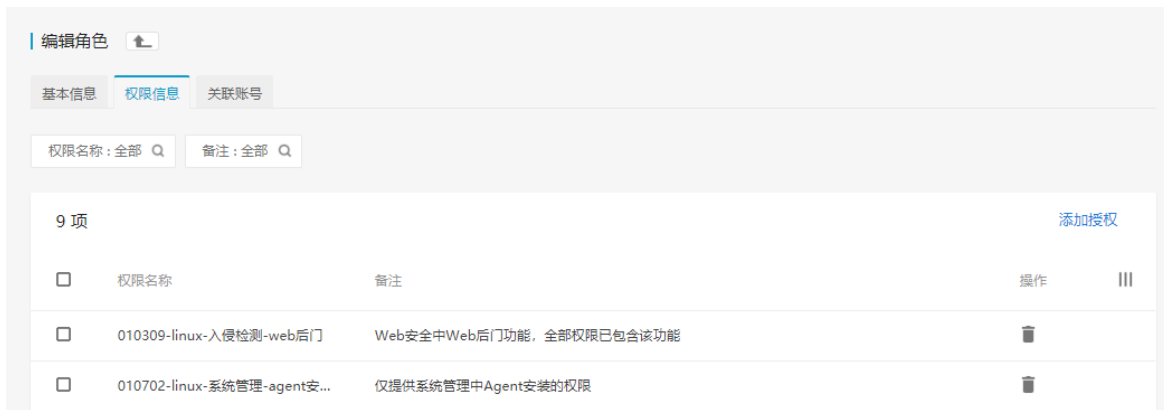 编辑角色
基本信息 权限信息 关联账号
权限名称 : 全部 备注 : 全部
9 项 添加授权
权限名称 备注 操作
010309-linux-入侵检测-web后门 Web安全中Web后门功能，全部权限已包含该功能
010702-linux-系统管理-agent安... 仅提供系统管理中Agent安装的权限